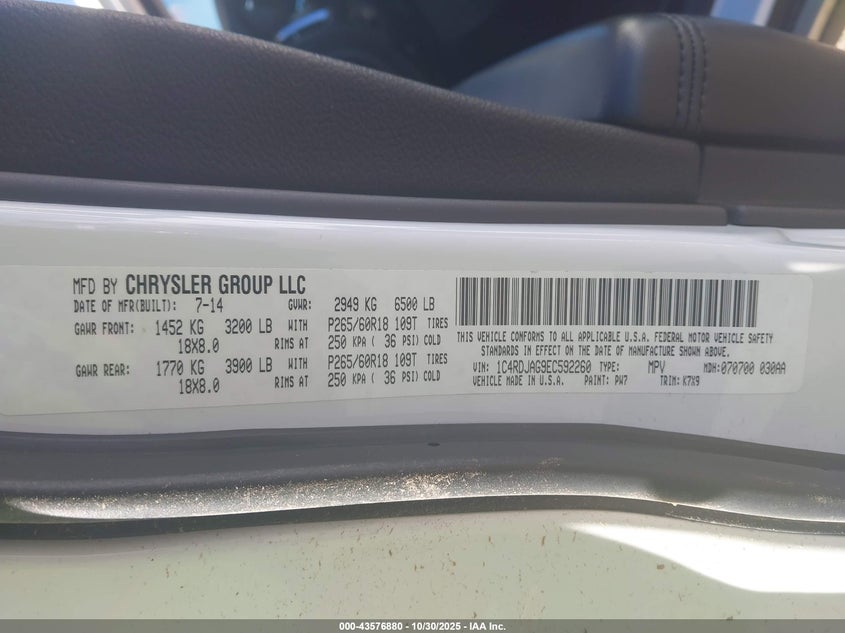 MFD BY CHRYSLER GROUP LLC
DATE OF MFR(BUILT): 7-14 GVWR: 2949 KG 6500 LB
GAWR FRONT: 1452 KG 3200 LB WITH P265/60R18 109T TIRES
18X8.0 RIMS AT 250 KPA ( 36 PSI) COLD
GAWR REAR: 1770 KG 3900 LB WITH P265/60R18 109T TIRES
18X8.0 RIMS AT 250 KPA ( 36 PSI) COLD
THIS VEHICLE CONFORMS TO ALL APPLICABLE U.S.A. FEDERAL MOTOR VEHICLE SAFETY
STANDARDS IN EFFECT ON THE DATE OF MANUFACTURE SHOWN ABOVE.
VIN: 1C4RDJAG9EC592260 TYPE: MPV MDH:070700 030AA
VEHICLE MADE IN U.S.A. PAINT: PW7 TRIM: K7X9
000-43576880 | 10/30/2025 - IAA Inc.